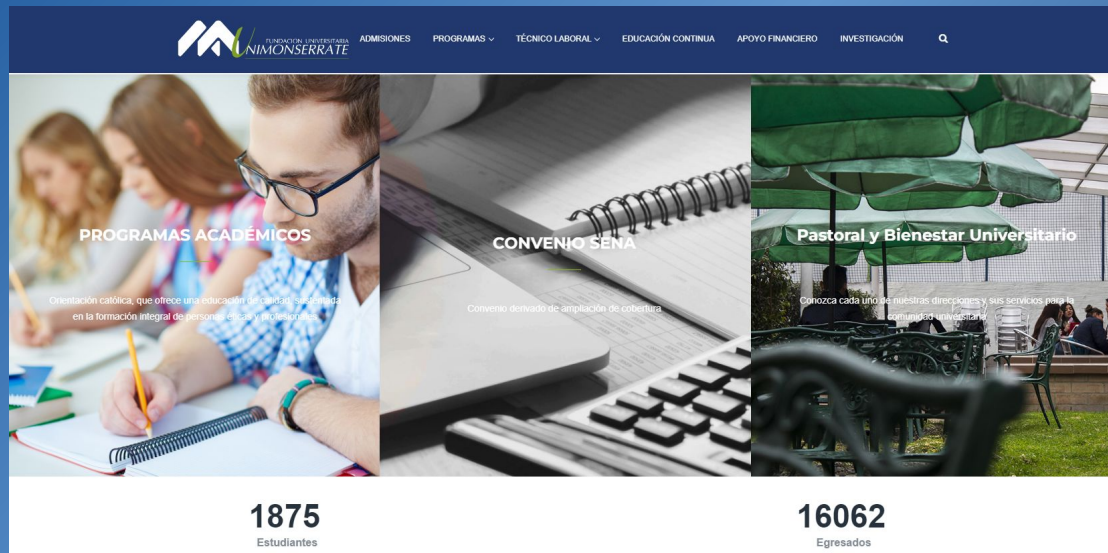 FUNDACIÓN UNIVERSITARIA
UNIMONSERRATE
ADMISIONES
PROGRAMAS
TÉCNICO LABORAL
EDUCACIÓN CONTINUA
APOYO FINANCIERO
INVESTIGACIÓN
PROGRAMAS ACADÉMICOS
Orientación católica, que ofrece una educación de calidad, sustentada
en la formación integral de personas éticas y profesionales
CONVENIO SENA
Convenio derivado de ampliación de cobertura
Pastoral y Bienestar Universitario
Conozca cada uno de nuestras direcciones y sus servicios para la
comunidad universitaria
1875
Estudiantes
16062
Egresados